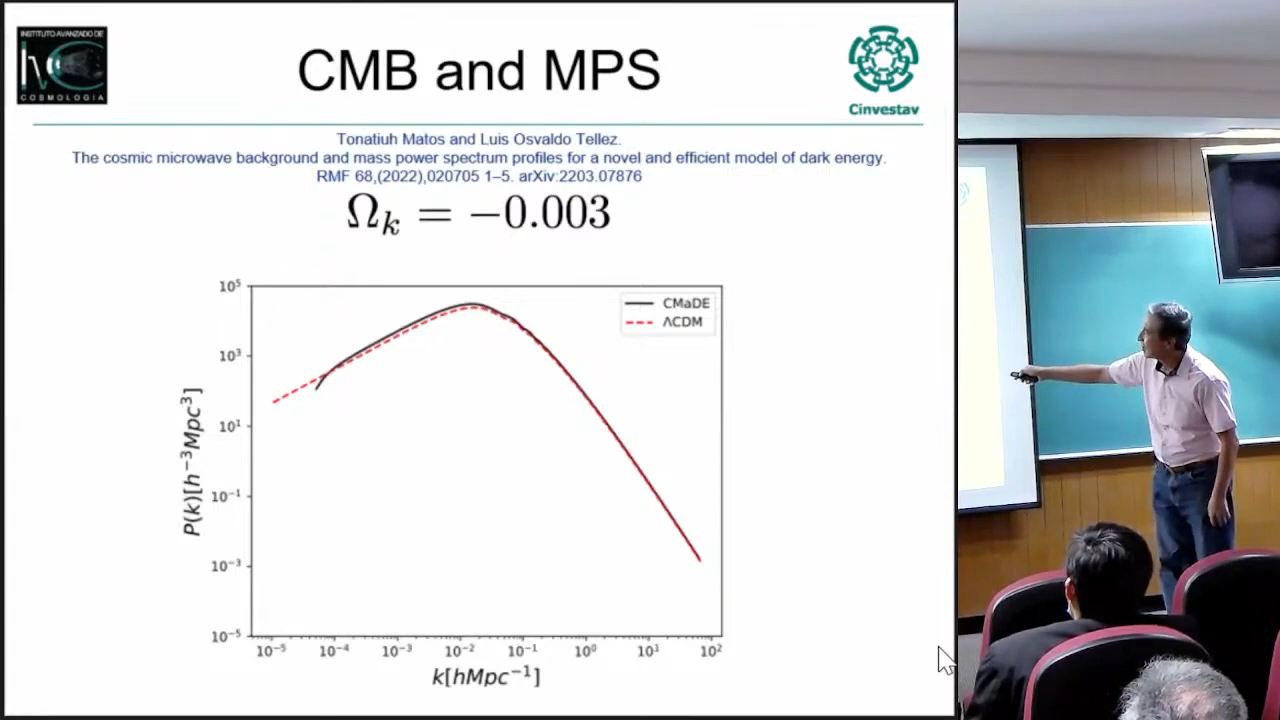 INSTITUTO AVANZADO DE
COSMOLOGIA
CMB and MPS
Cinvestav
Tonatiuh Matos and Luis Osvaldo Tellez.
The cosmic microwave background and mass power spectrum profiles for a novel and efficient model of dark energy.
RMF 68,(2022),020705 1–5. arXiv:2203.07876
Ωk = −0.003
CMaDE
ΛCDM
10^5
10^3
10^1
10^-1
10^-3
10^-5
P(k)[h^-3Mpc^3]
10^-5 10^-4 10^-3 10^-2 10^-1 10^0 10^1 10^2
k[hMpc^-1]